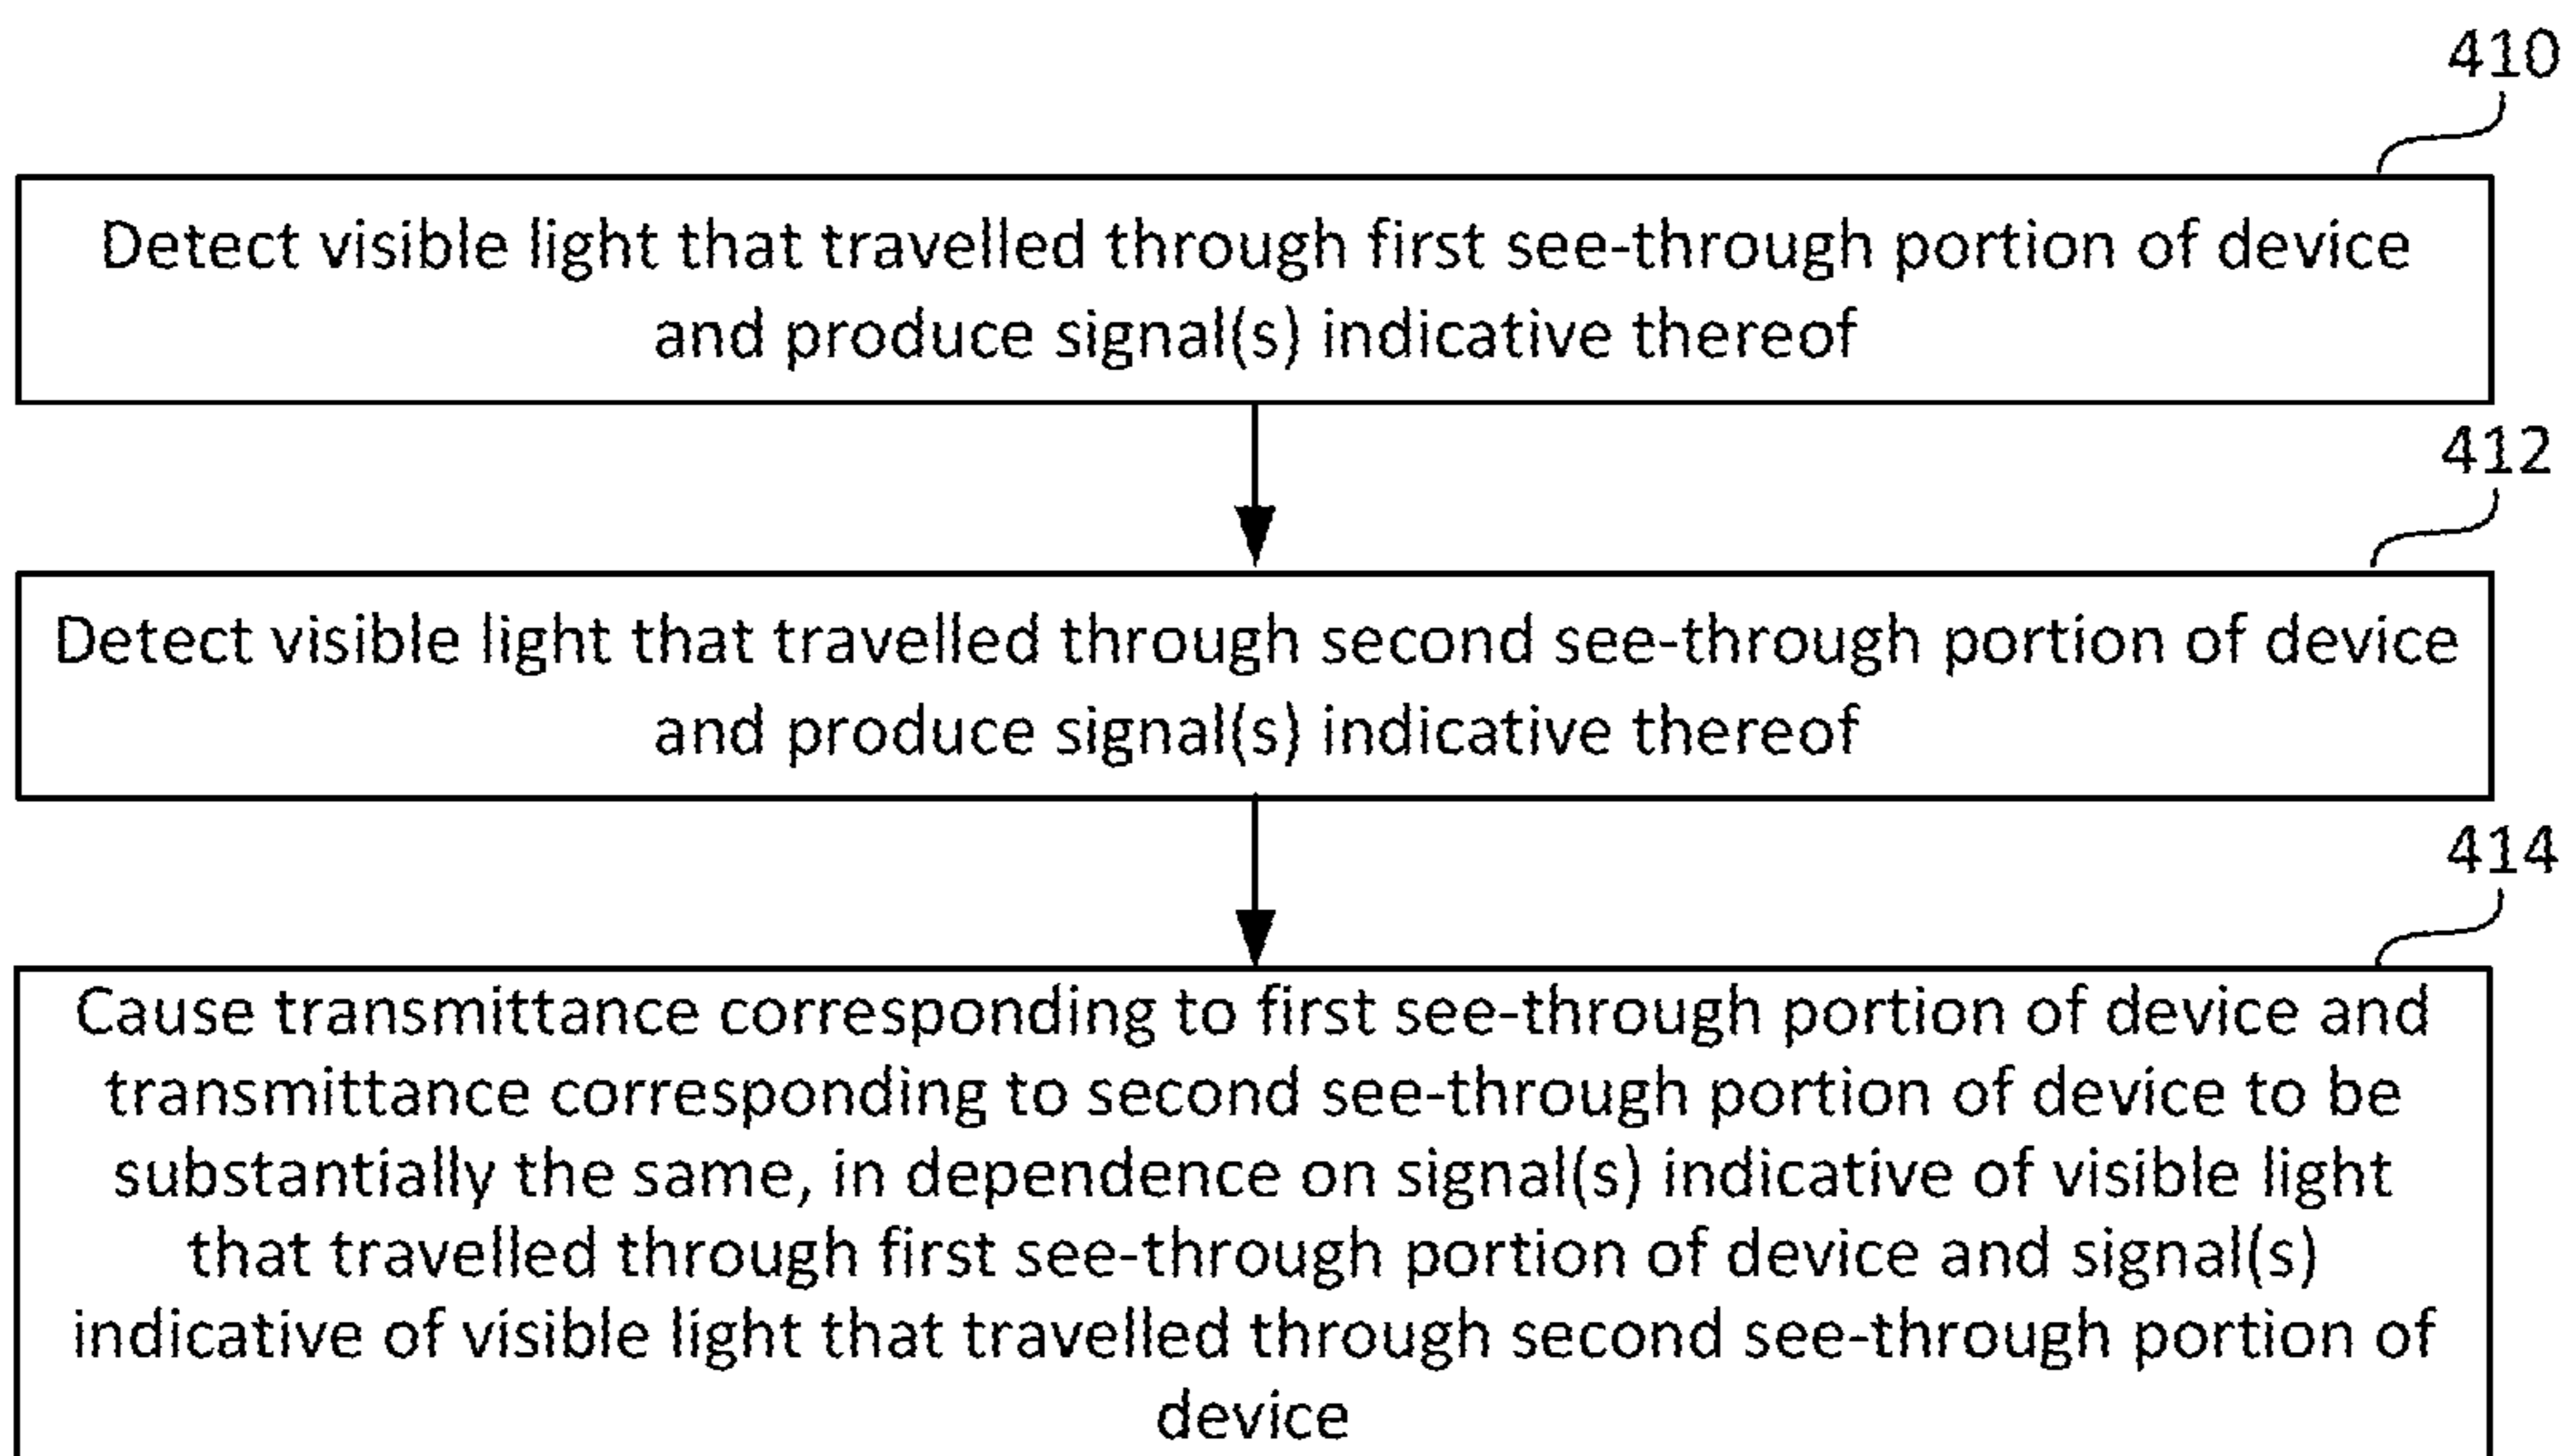 410
Detect visible light that travelled through first see-through portion of device
and produce signal(s) indicative thereof
412
Detect visible light that travelled through second see-through portion of device
and produce signal(s) indicative thereof
414
Cause transmittance corresponding to first see-through portion of device and
transmittance corresponding to second see-through portion of device to be
substantially the same, in dependence on signal(s) indicative of visible light
that travelled through first see-through portion of device and signal(s)
indicative of visible light that travelled through second see-through portion of
device